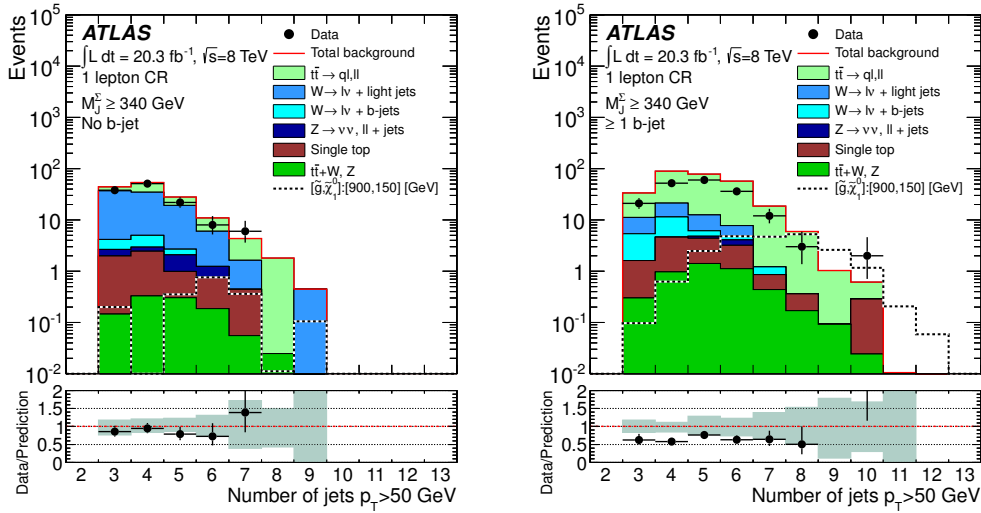 ATLAS
∫L dt = 20.3 fb⁻¹, √s=8 TeV
1 lepton CR
M_J^Σ ≥ 340 GeV
No b-jet
Data
Total background
tt̄ → ql,ll
W→ lν + light jets
W→ lν + b-jets
Z→ νν, ll + jets
Single top
tt̄+W, Z
[g̃,χ̃₁⁰]:[900,150] [GeV]
Events
10⁵
10⁴
10³
10²
10
1
10⁻¹
10⁻²
Data/Prediction
2
1.5
1
0.5
0
2 3 4 5 6 7 8 9 10 11 12 13
Number of jets p_T>50 GeV
ATLAS
∫L dt = 20.3 fb⁻¹, √s=8 TeV
1 lepton CR
M_J^Σ ≥ 340 GeV
≥ 1 b-jet
Data
Total background
tt̄ → ql,ll
W→ lν + light jets
W→ lν + b-jets
Z→ νν, ll + jets
Single top
tt̄+W, Z
[g̃,χ̃₁⁰]:[900,150] [GeV]
Events
10⁵
10⁴
10³
10²
10
1
10⁻¹
10⁻²
Data/Prediction
2
1.5
1
0.5
0
2 3 4 5 6 7 8 9 10 11 12 13
Number of jets p_T>50 GeV